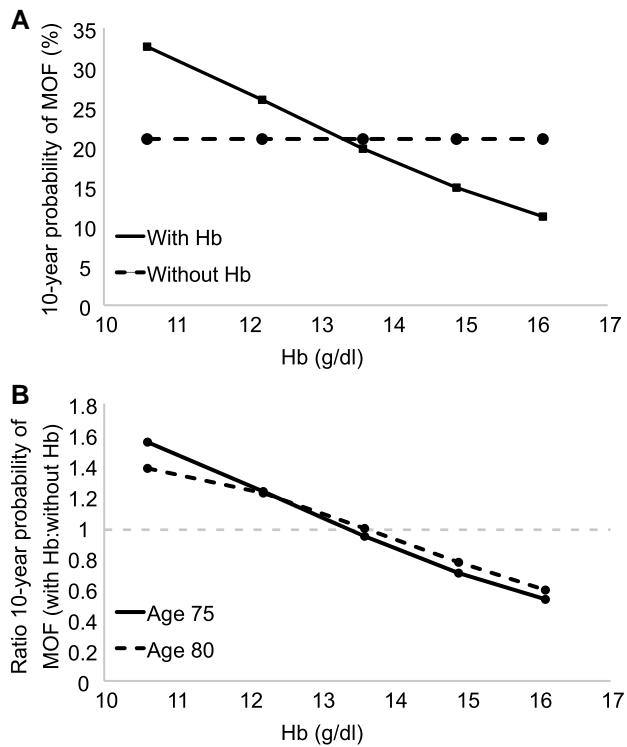 A
10-year probability of MOF (%)
35
30
25
20
15
10
5
0
With Hb
Without Hb
10 11 12 13 14 15 16 17
Hb (g/dl)
B
Ratio 10-year probability of
MOF (with Hb:without Hb)
1.8
1.6
1.4
1.2
1
0.8
0.6
0.4
0.2
0
Age 75
Age 80
10 11 12 13 14 15 16 17
Hb (g/dl)